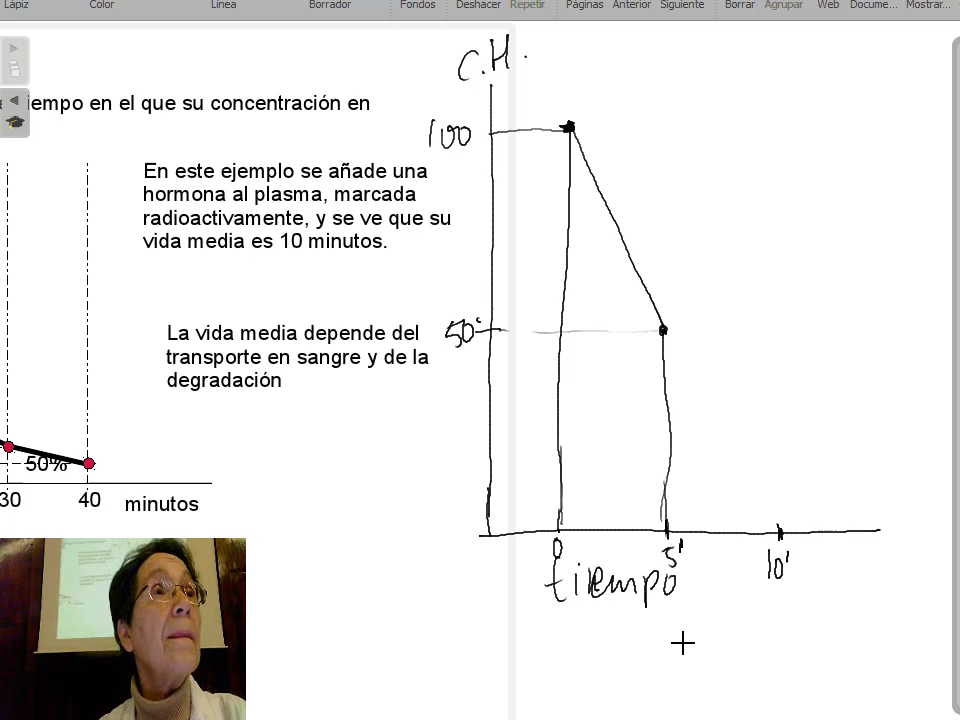 Lápiz Color Línea Borrador Fondos Deshacer Repetir Páginas Anterior Siguiente Borrar Agrupar Web Docume... Mostrar...
C.H.
iempo en el que su concentración en
100
En este ejemplo se añade una
hormona al plasma, marcada
radioactivamente, y se ve que su
vida media es 10 minutos.
50
La vida media depende del
transporte en sangre y de la
degradación
50%
30 40 minutos
0 5' 10'
tiempo